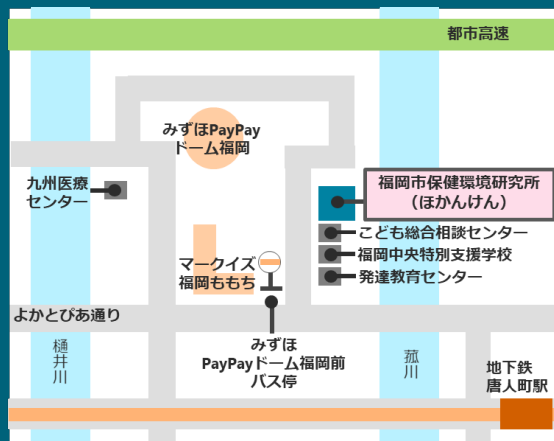 都市高速
みずほPayPay
ドーム福岡
九州医療
センター
福岡市保健環境研究所
（ほかんけん）
こども総合相談センター
福岡中央特別支援学校
発達教育センター
マークイズ
福岡ももち
よかとぴあ通り
みずほ
PayPayドーム福岡前
バス停
樋井川
菰川
地下鉄
唐人町駅